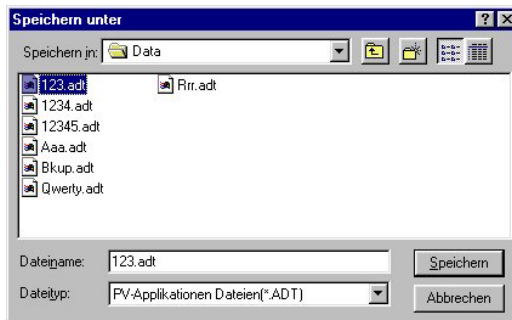 Speichern unter
Speichern in: Data
123.adt Rrr.adt
1234.adt
12345.adt
Aaa.adt
Bkup.adt
Qwerty.adt
Dateiname: 123.adt Speichern
Dateityp: PV-Applikationen Dateien(*.ADT) Abbrechen